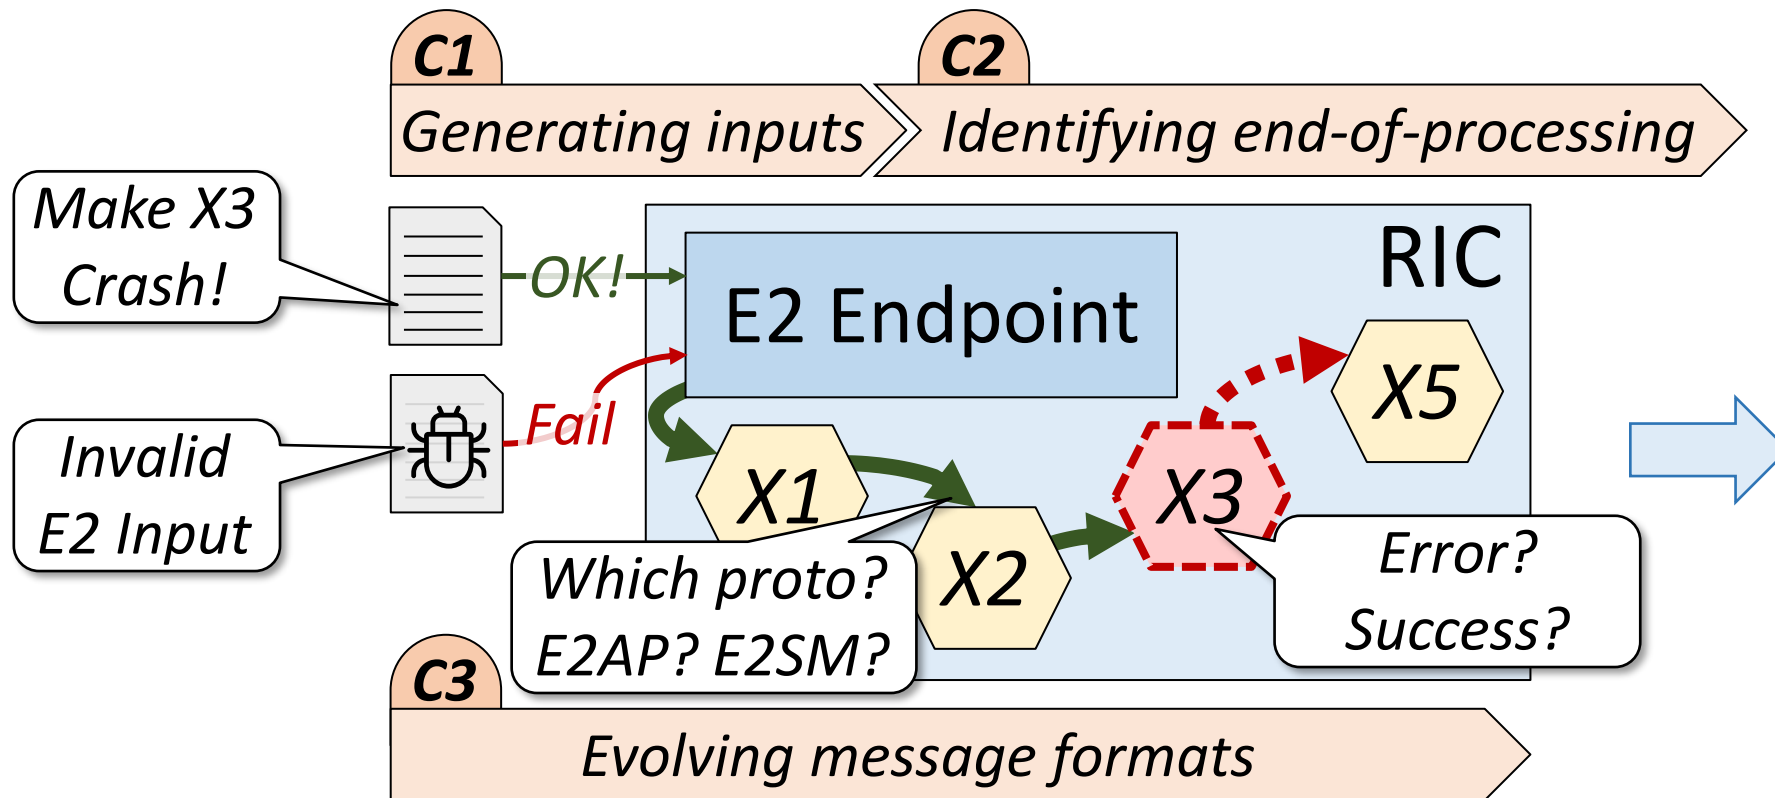 C1
Generating inputs
C2
Identifying end-of-processing
Make X3
Crash!
OK!
E2 Endpoint
RIC
Invalid
E2 Input
Fail
X1
X2
X3
X5
Which proto?
E2AP? E2SM?
Error?
Success?
C3
Evolving message formats